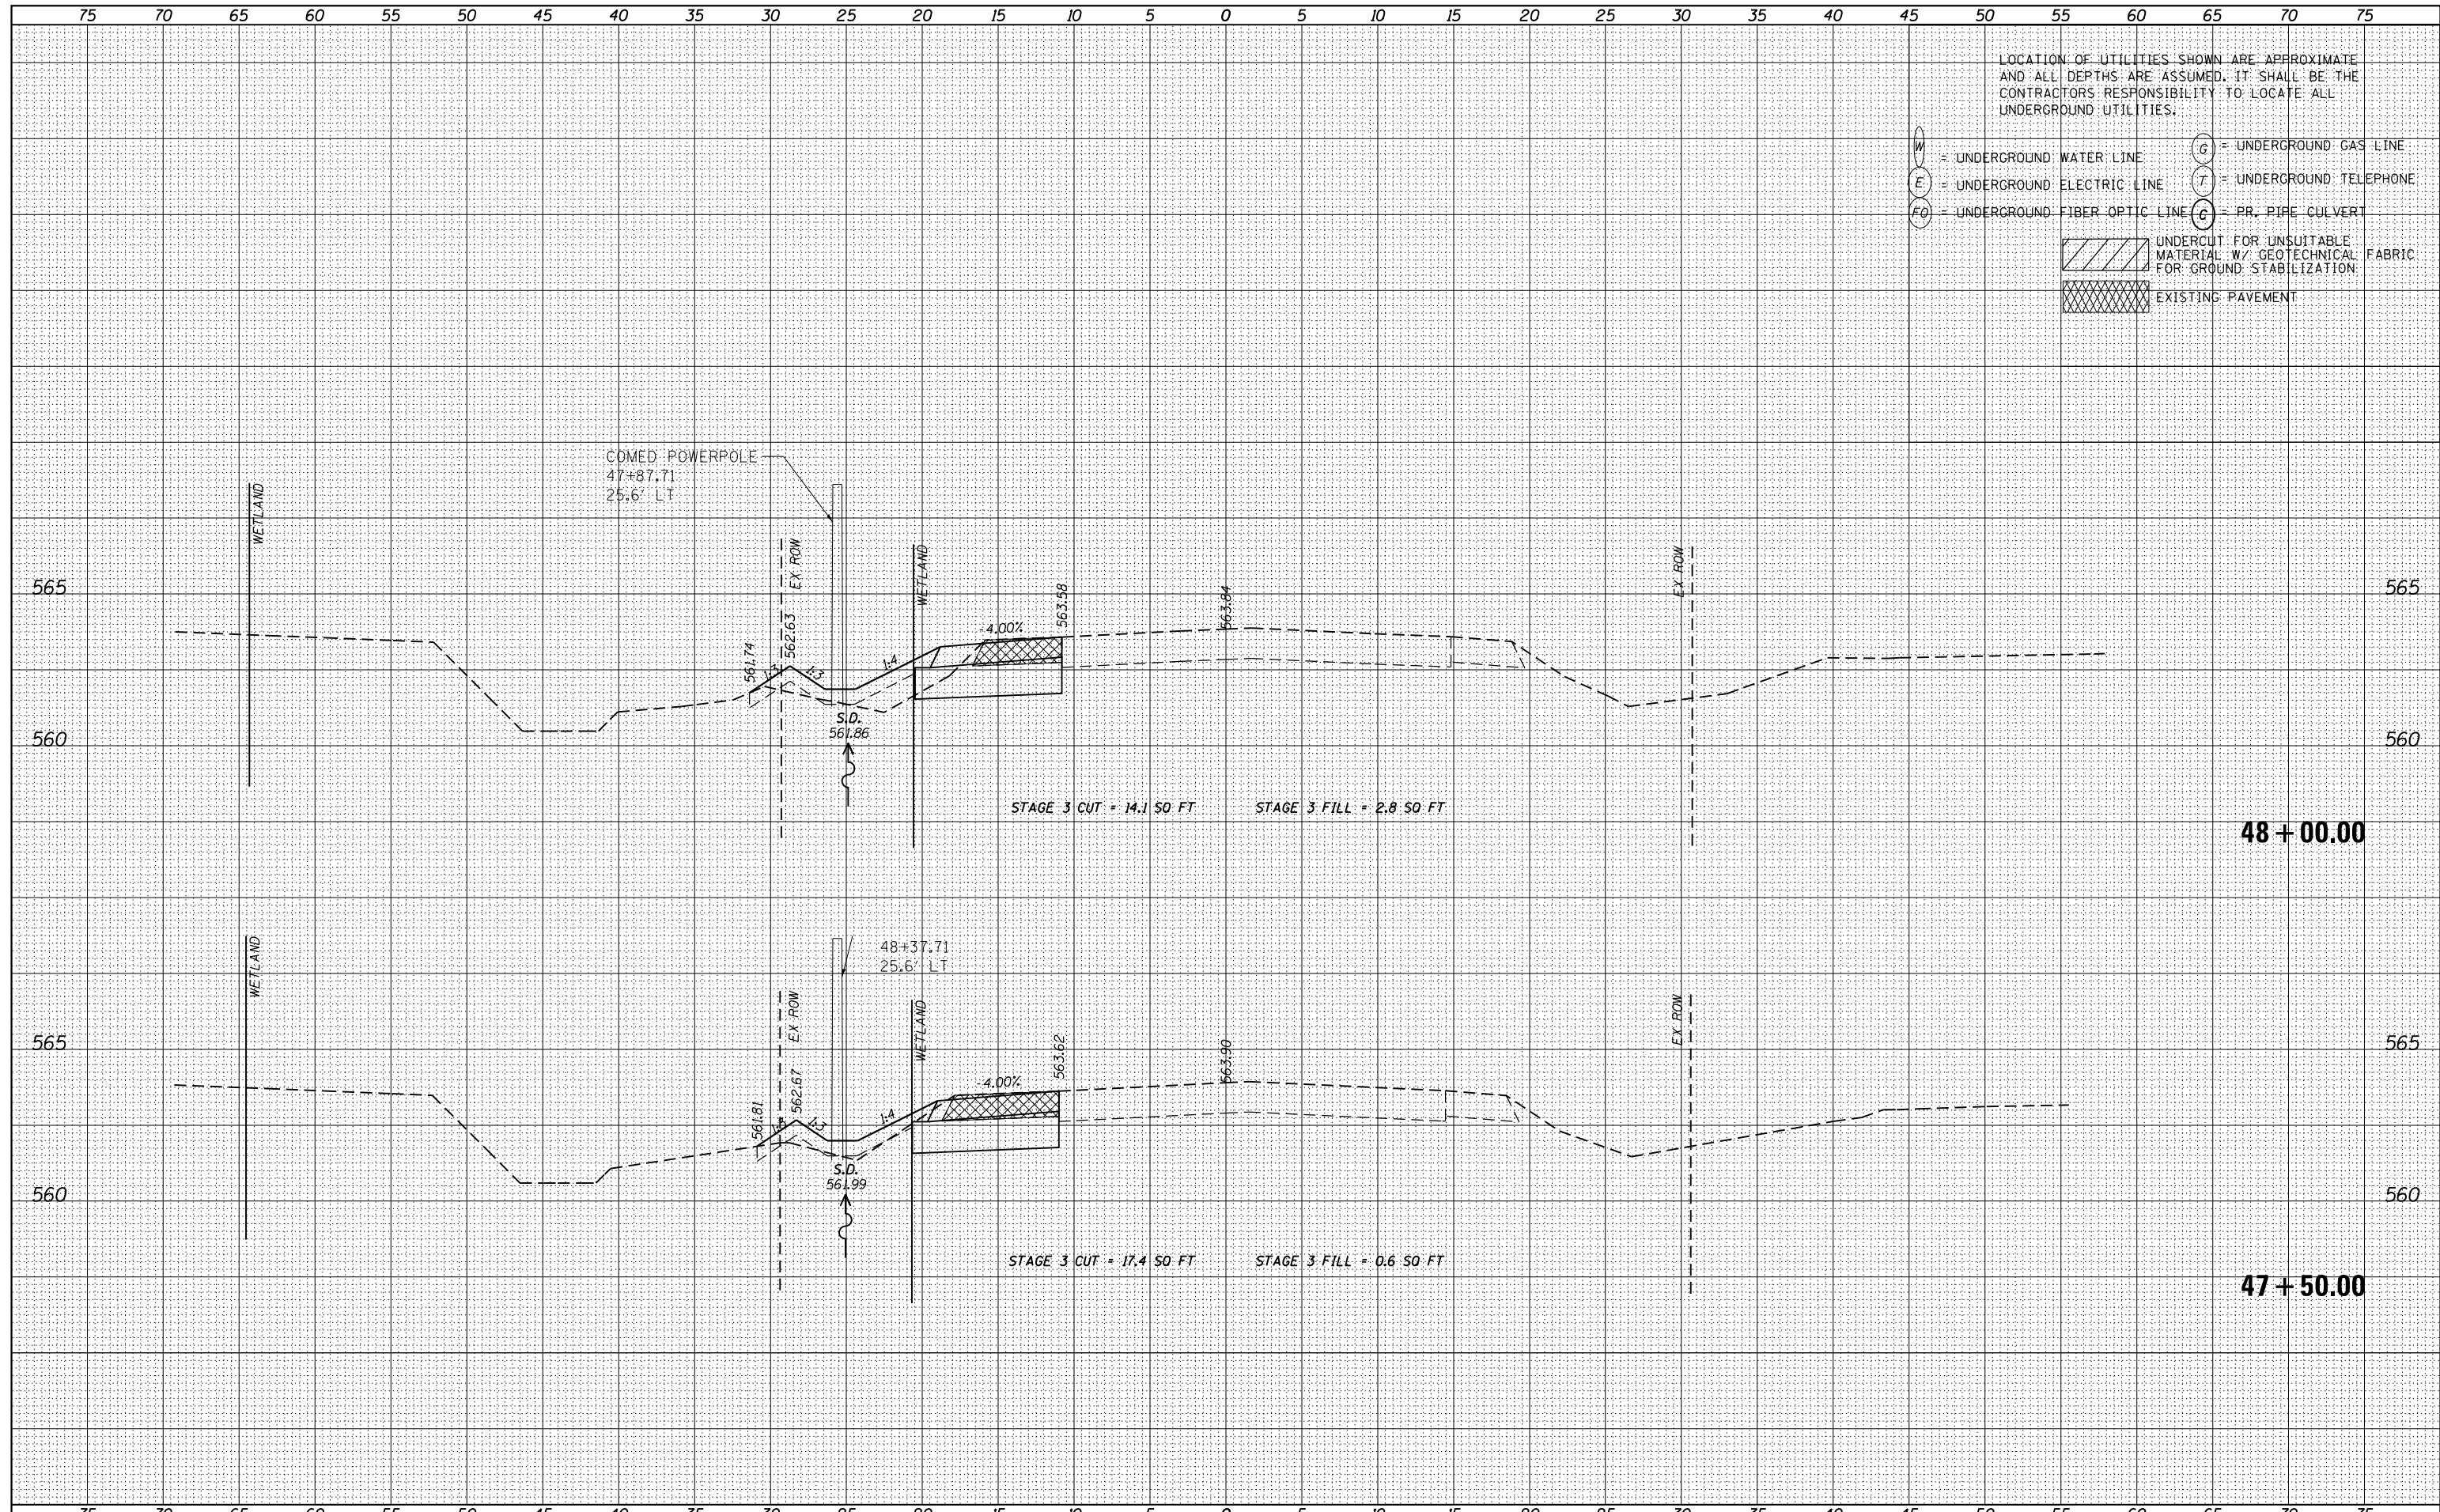 75 70 65 60 55 50 45 40 35 30 25 20 15 10 5 0 5 10 15 20 25 30 35 40 45 50 55 60 65 70 75
LOCATION OF UTILITIES SHOWN ARE APPROXIMATE
AND ALL DEPTHS ARE ASSUMED. IT SHALL BE THE
CONTRACTORS RESPONSIBILITY TO LOCATE ALL
UNDERGROUND UTILITIES.
W = UNDERGROUND WATER LINE
G = UNDERGROUND GAS LINE
E = UNDERGROUND ELECTRIC LINE
T = UNDERGROUND TELEPHONE
FO = UNDERGROUND FIBER OPTIC LINE
C = PR. PIPE CULVERT
UNDERCUT FOR UNSUITABLE
MATERIAL W/ GEOTECHNICAL FABRIC
FOR GROUND STABILIZATION
EXISTING PAVEMENT
COMED POWERPOLE
47+87.71
25.6' LT
WETLAND
EX ROW
WETLAND
EX ROW
565
565
561.74
562.63
563.58
563.84
-4.00%
1:3
1:3
1:4
560
560
S.D.
561.86
STAGE 3 CUT = 14.1 SQ FT
STAGE 3 FILL = 2.8 SQ FT
48+00.00
WETLAND
48+37.71
25.6' LT
EX ROW
WETLAND
EX ROW
565
565
561.81
562.67
563.62
563.90
-4.00%
1:3
1:3
1:4
560
560
S.D.
561.99
STAGE 3 CUT = 17.4 SQ FT
STAGE 3 FILL = 0.6 SQ FT
47+50.00
75 70 65 60 55 50 45 40 35 30 25 20 15 10 5 0 5 10 15 20 25 30 35 40 45 50 55 60 65 70 75